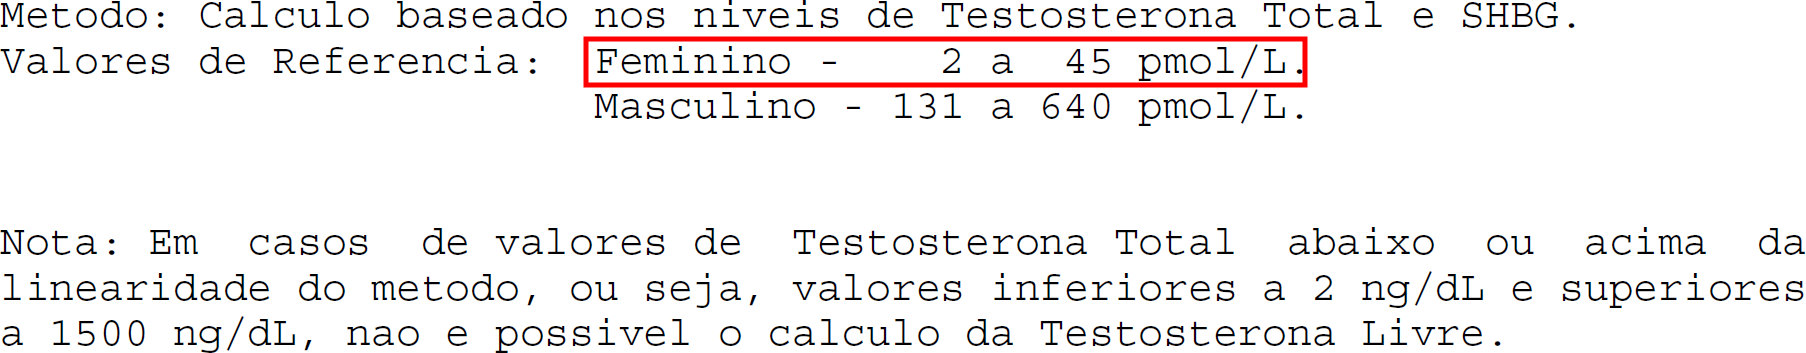 Metodo: Calculo baseado nos niveis de Testosterona Total e SHBG.
Valores de Referencia: Feminino - 2 a 45 pmol/L.
Masculino - 131 a 640 pmol/L.
Nota: Em casos de valores de Testosterona Total abaixo ou acima da
linearidade do metodo, ou seja, valores inferiores a 2 ng/dL e superiores
a 1500 ng/dL, nao e possivel o calculo da Testosterona Livre.